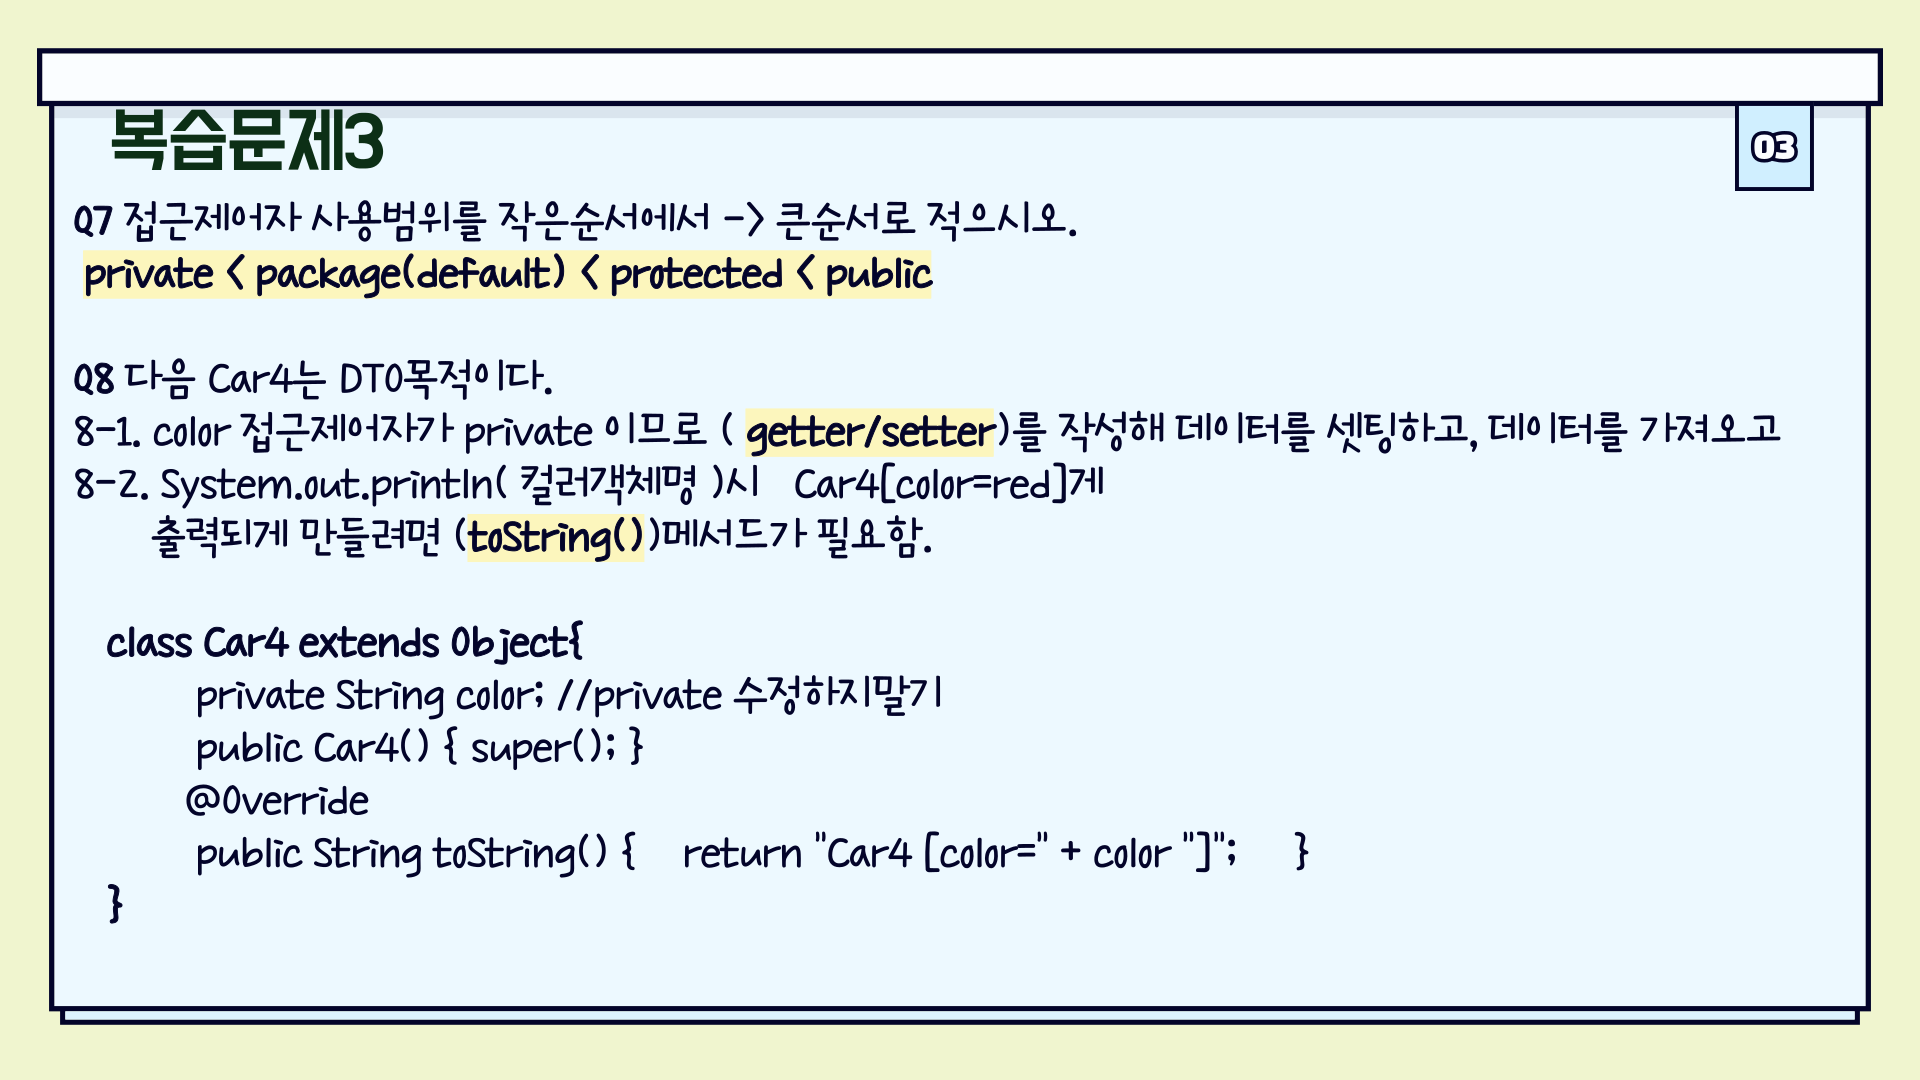 복습문제3
03
Q7 접근제어자 사용범위를 작은순서에서 -> 큰순서로 적으시오.
private < package(default) < protected < public
Q8 다음 Car4는 DTO목적이다.
8-1. color 접근제어자가 private 이므로 ( getter/setter)를 작성해 데이터를 셋팅하고, 데이터를 가져오고
8-2. System.out.println( 컬러객체명 )시 Car4[color=red]게
출력되게 만들려면 (toString())메서드가 필요함.
class Car4 extends Object{
private String color; //private 수정하지말기
public Car4() { super(); }
@Override
public String toString() { return "Car4 [color=" + color "]"; }
}